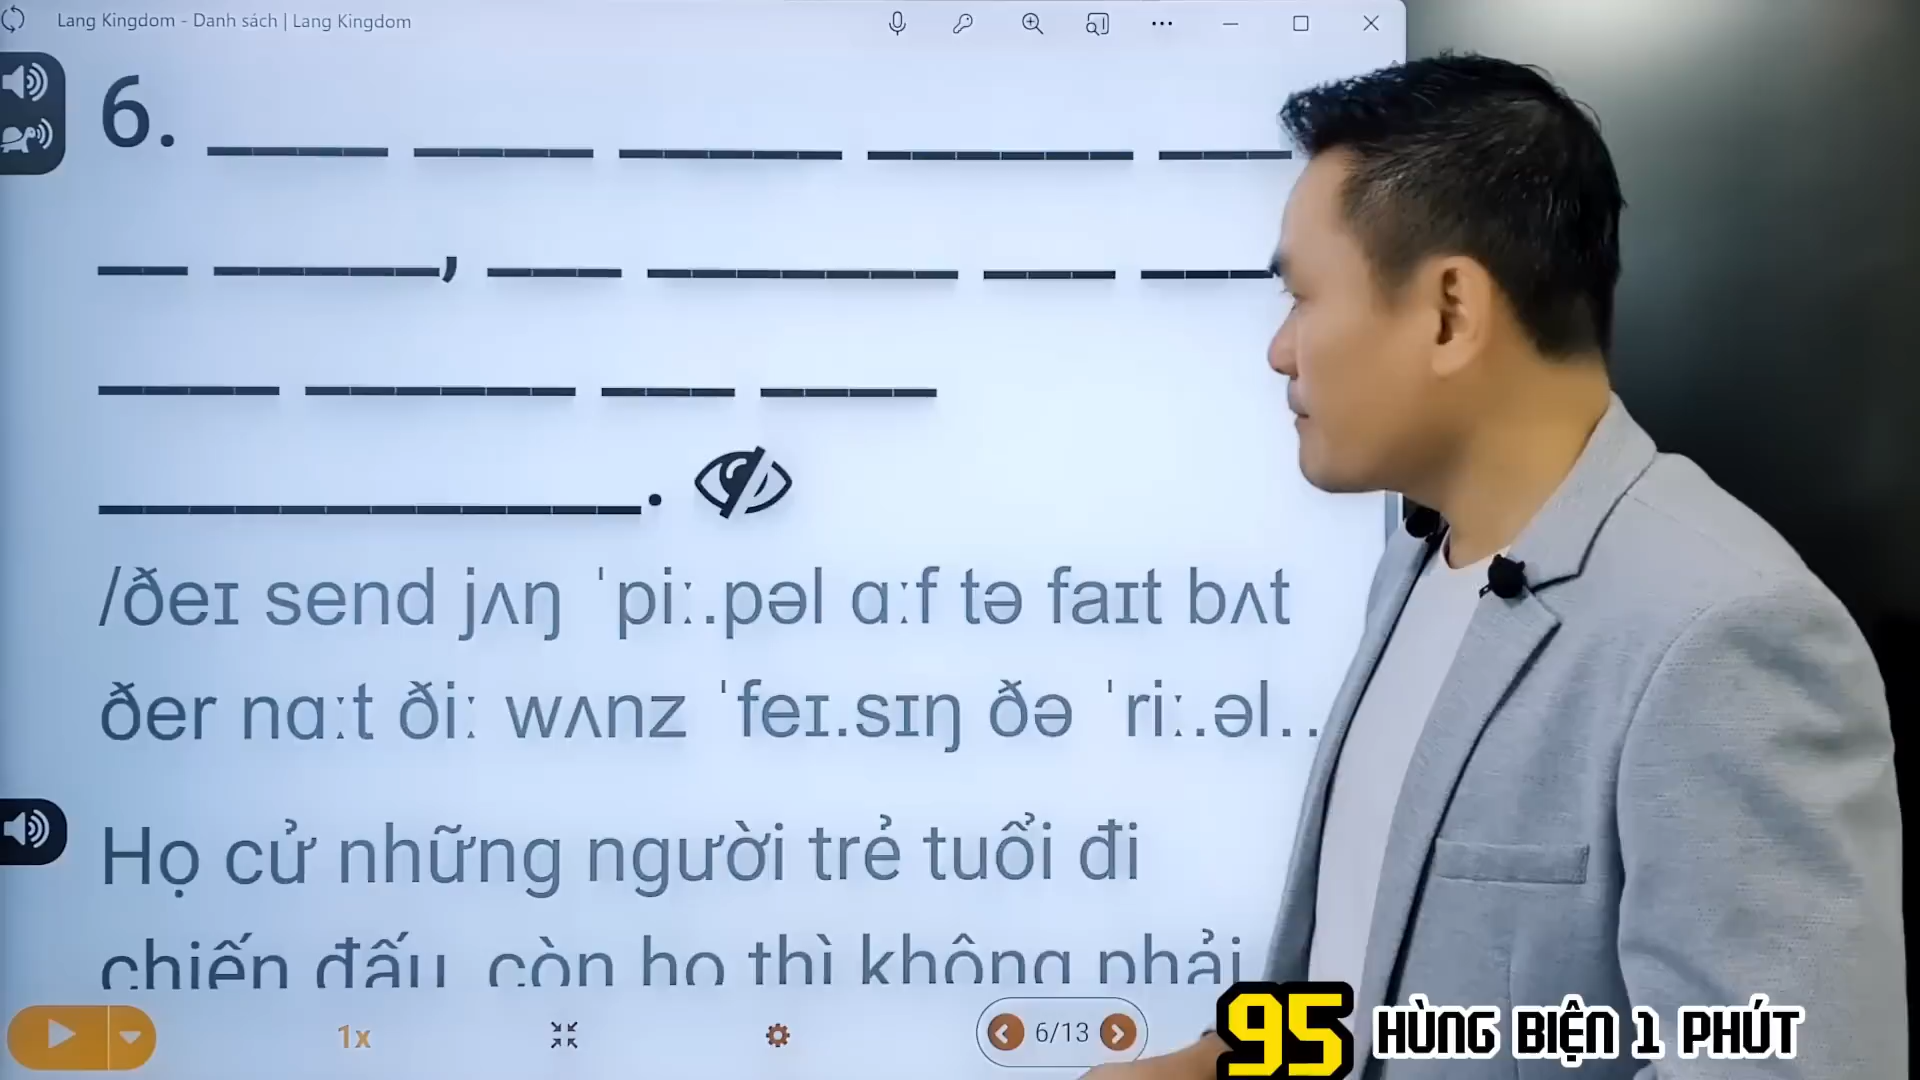 Lang Kingdom - Danh sách | Lang Kingdom
6.
,
.
/ðeɪ send jʌŋ ˈpiː.pəl ɑːf tə faɪt bʌt
ðer nɑːt ðiː wʌnz ˈfeɪ.sɪŋ ðə ˈriː.əl..
Họ cử những người trẻ tuổi đi
chiến đấu, còn họ thì không phải
1x
6/13
95 HÙNG BIỆN 1 PHÚT